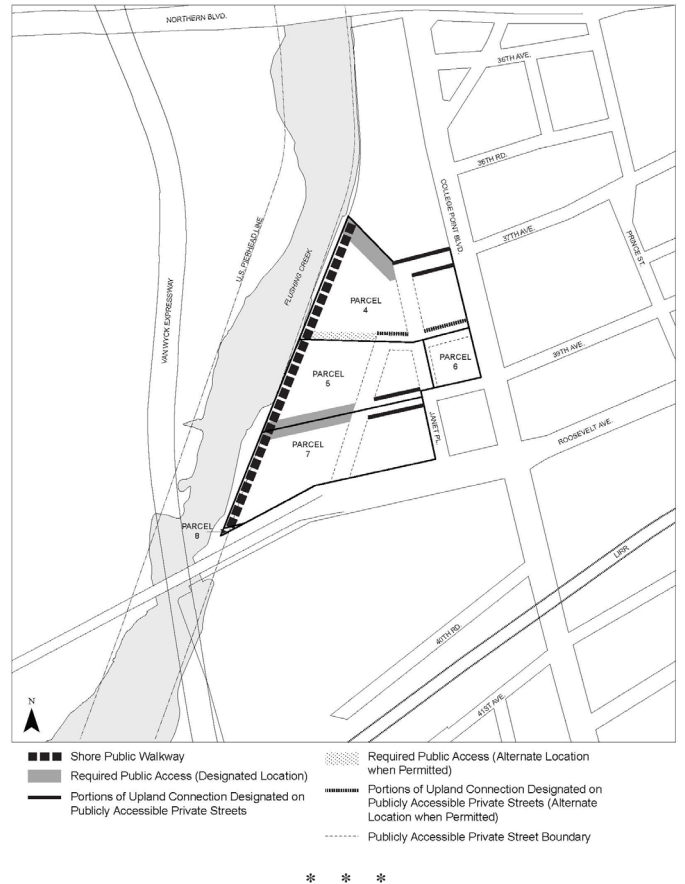 NORTHERN BLVD.
36TH AVE.
36TH RD.
COLLEGE POINT BLVD.
37TH AVE.
PRINCE ST.
U.S. PIERHEAD LINE
FLUSHING CREEK
VAN WYCK EXPRESSWAY
PARCEL
4
39TH AVE.
PARCEL
6
PARCEL
5
JANET PL.
ROOSEVELT AVE.
PARCEL
7
PARCEL
8
LIRR
40TH RD.
41ST AVE.
N
Shore Public Walkway
Required Public Access (Designated Location)
Portions of Upland Connection Designated on
Publicly Accessible Private Streets
Required Public Access (Alternate Location
when Permitted)
Portions of Upland Connection Designated on
Publicly Accessible Private Streets (Alternate
Location when Permitted)
Publicly Accessible Private Street Boundary
* * *